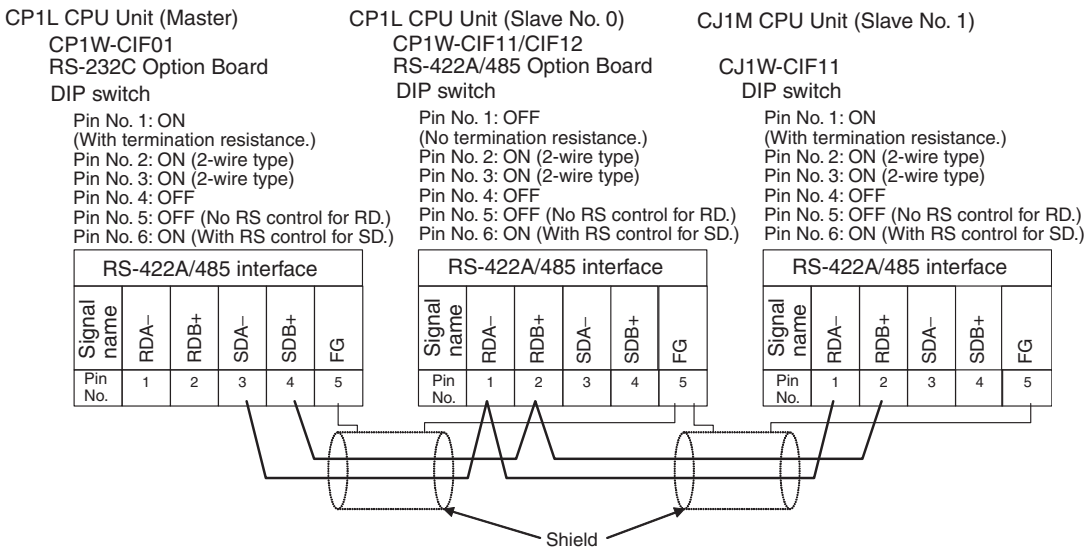 CP1L CPU Unit (Master)
CP1W-CIF01
RS-232C Option Board
DIP switch
Pin No. 1: ON
(With termination resistance.)
Pin No. 2: ON (2-wire type)
Pin No. 3: ON (2-wire type)
Pin No. 4: OFF
Pin No. 5: OFF (No RS control for RD.)
Pin No. 6: ON (With RS control for SD.)
RS-422A/485 interface
Signal name RDA– RDB+ SDA– SDB+ FG
Pin No. 1 2 3 4 5
CP1L CPU Unit (Slave No. 0)
CP1W-CIF11/CIF12
RS-422A/485 Option Board
DIP switch
Pin No. 1: OFF
(No termination resistance.)
Pin No. 2: ON (2-wire type)
Pin No. 3: ON (2-wire type)
Pin No. 4: OFF
Pin No. 5: OFF (No RS control for RD.)
Pin No. 6: ON (With RS control for SD.)
RS-422A/485 interface
Signal name RDA– RDB+ SDA– SDB+ FG
Pin No. 1 2 3 4 5
CJ1M CPU Unit (Slave No. 1)
CJ1W-CIF11
DIP switch
Pin No. 1: ON
(With termination resistance.)
Pin No. 2: ON (2-wire type)
Pin No. 3: ON (2-wire type)
Pin No. 4: OFF
Pin No. 5: OFF (No RS control for RD.)
Pin No. 6: ON (With RS control for SD.)
RS-422A/485 interface
Signal name RDA– RDB+ SDA– SDB+ FG
Pin No. 1 2 3 4 5
Shield